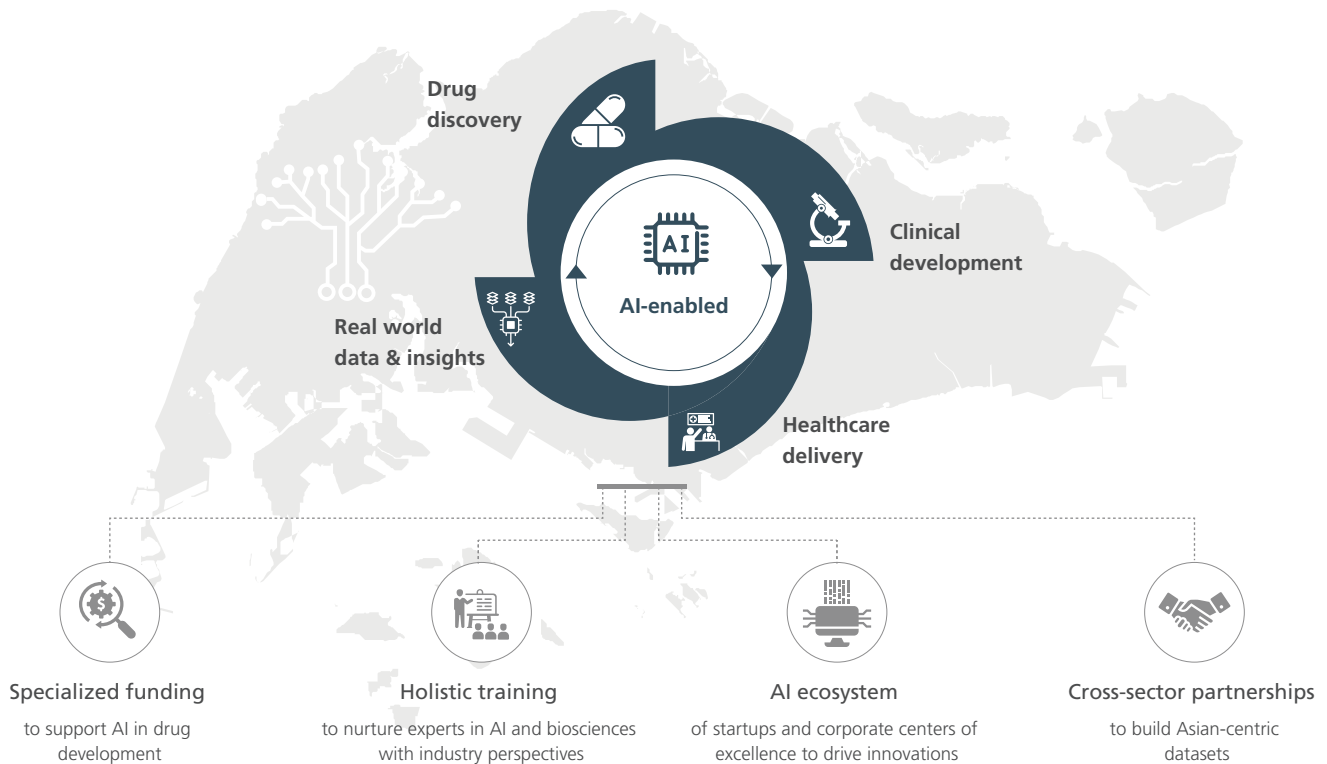 Drug
discovery
AI
AI-enabled
Clinical
development
Real world
data & insights
Healthcare
delivery
$
Specialized funding
to support AI in drug
development
Holistic training
to nurture experts in AI and biosciences
with industry perspectives
AI ecosystem
of startups and corporate centers of
excellence to drive innovations
Cross-sector partnerships
to build Asian-centric
datasets